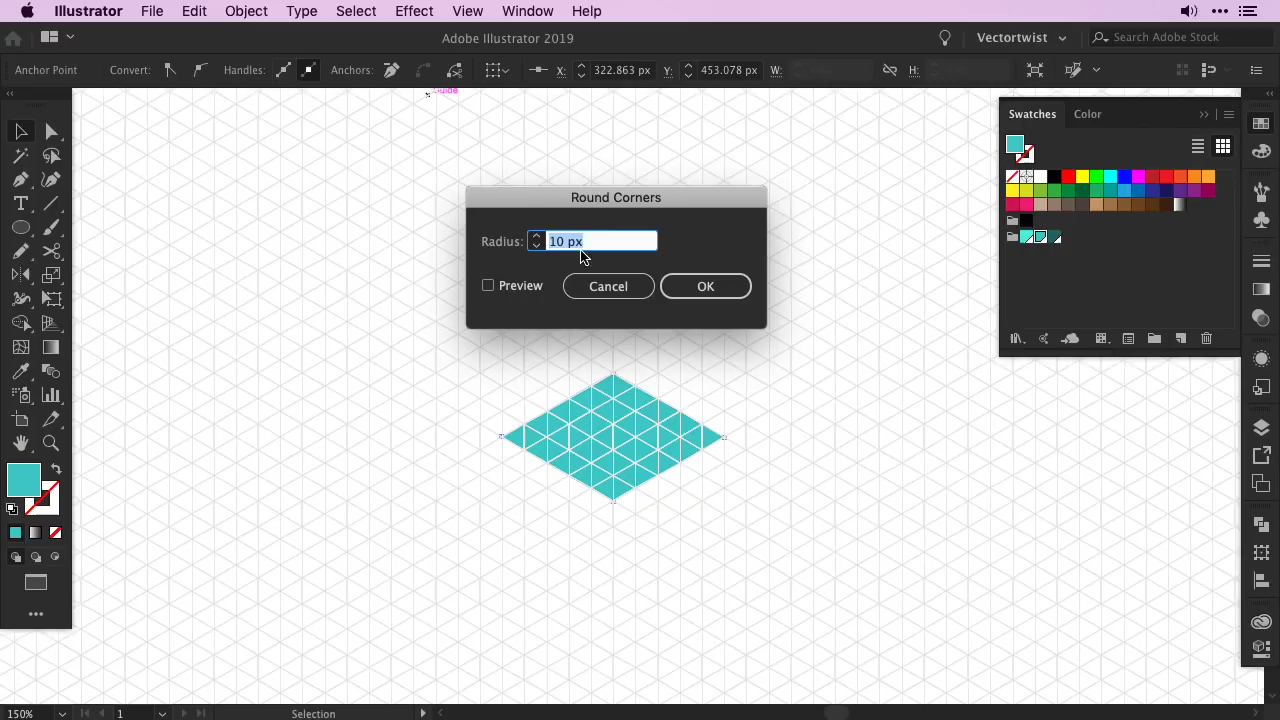 Illustrator File Edit Object Type Select Effect View Window Help
Adobe Illustrator 2019
Vectortwist
Search Adobe Stock
Anchor Point Convert: Handles: Anchors: X: 322.863 px Y: 453.078 px W: H:
Guide
Swatches Color
Round Corners
Radius: 10 px
Preview Cancel OK
150% 1 Selection